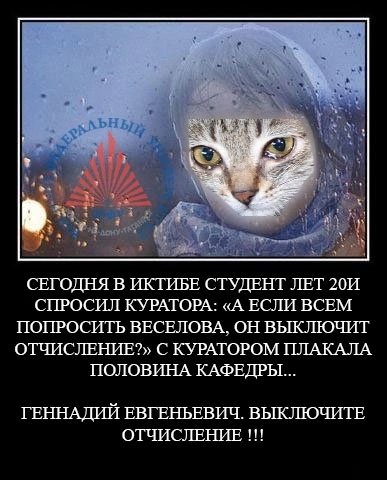 ФЕДЕРАЛЬНЫЙ
СЕГОДНЯ В ИКТИБЕ СТУДЕНТ ЛЕТ 20И
СПРОСИЛ КУРАТОРА: «А ЕСЛИ ВСЕМ
ПОПРОСИТЬ ВЕСЕЛОВА, ОН ВЫКЛЮЧИТ
ОТЧИСЛЕНИЕ?» С КУРАТОРОМ ПЛАКАЛА
ПОЛОВИНА КАФЕДРЫ...
ГЕННАДИЙ ЕВГЕНЬЕВИЧ. ВЫКЛЮЧИТЕ
ОТЧИСЛЕНИЕ !!!